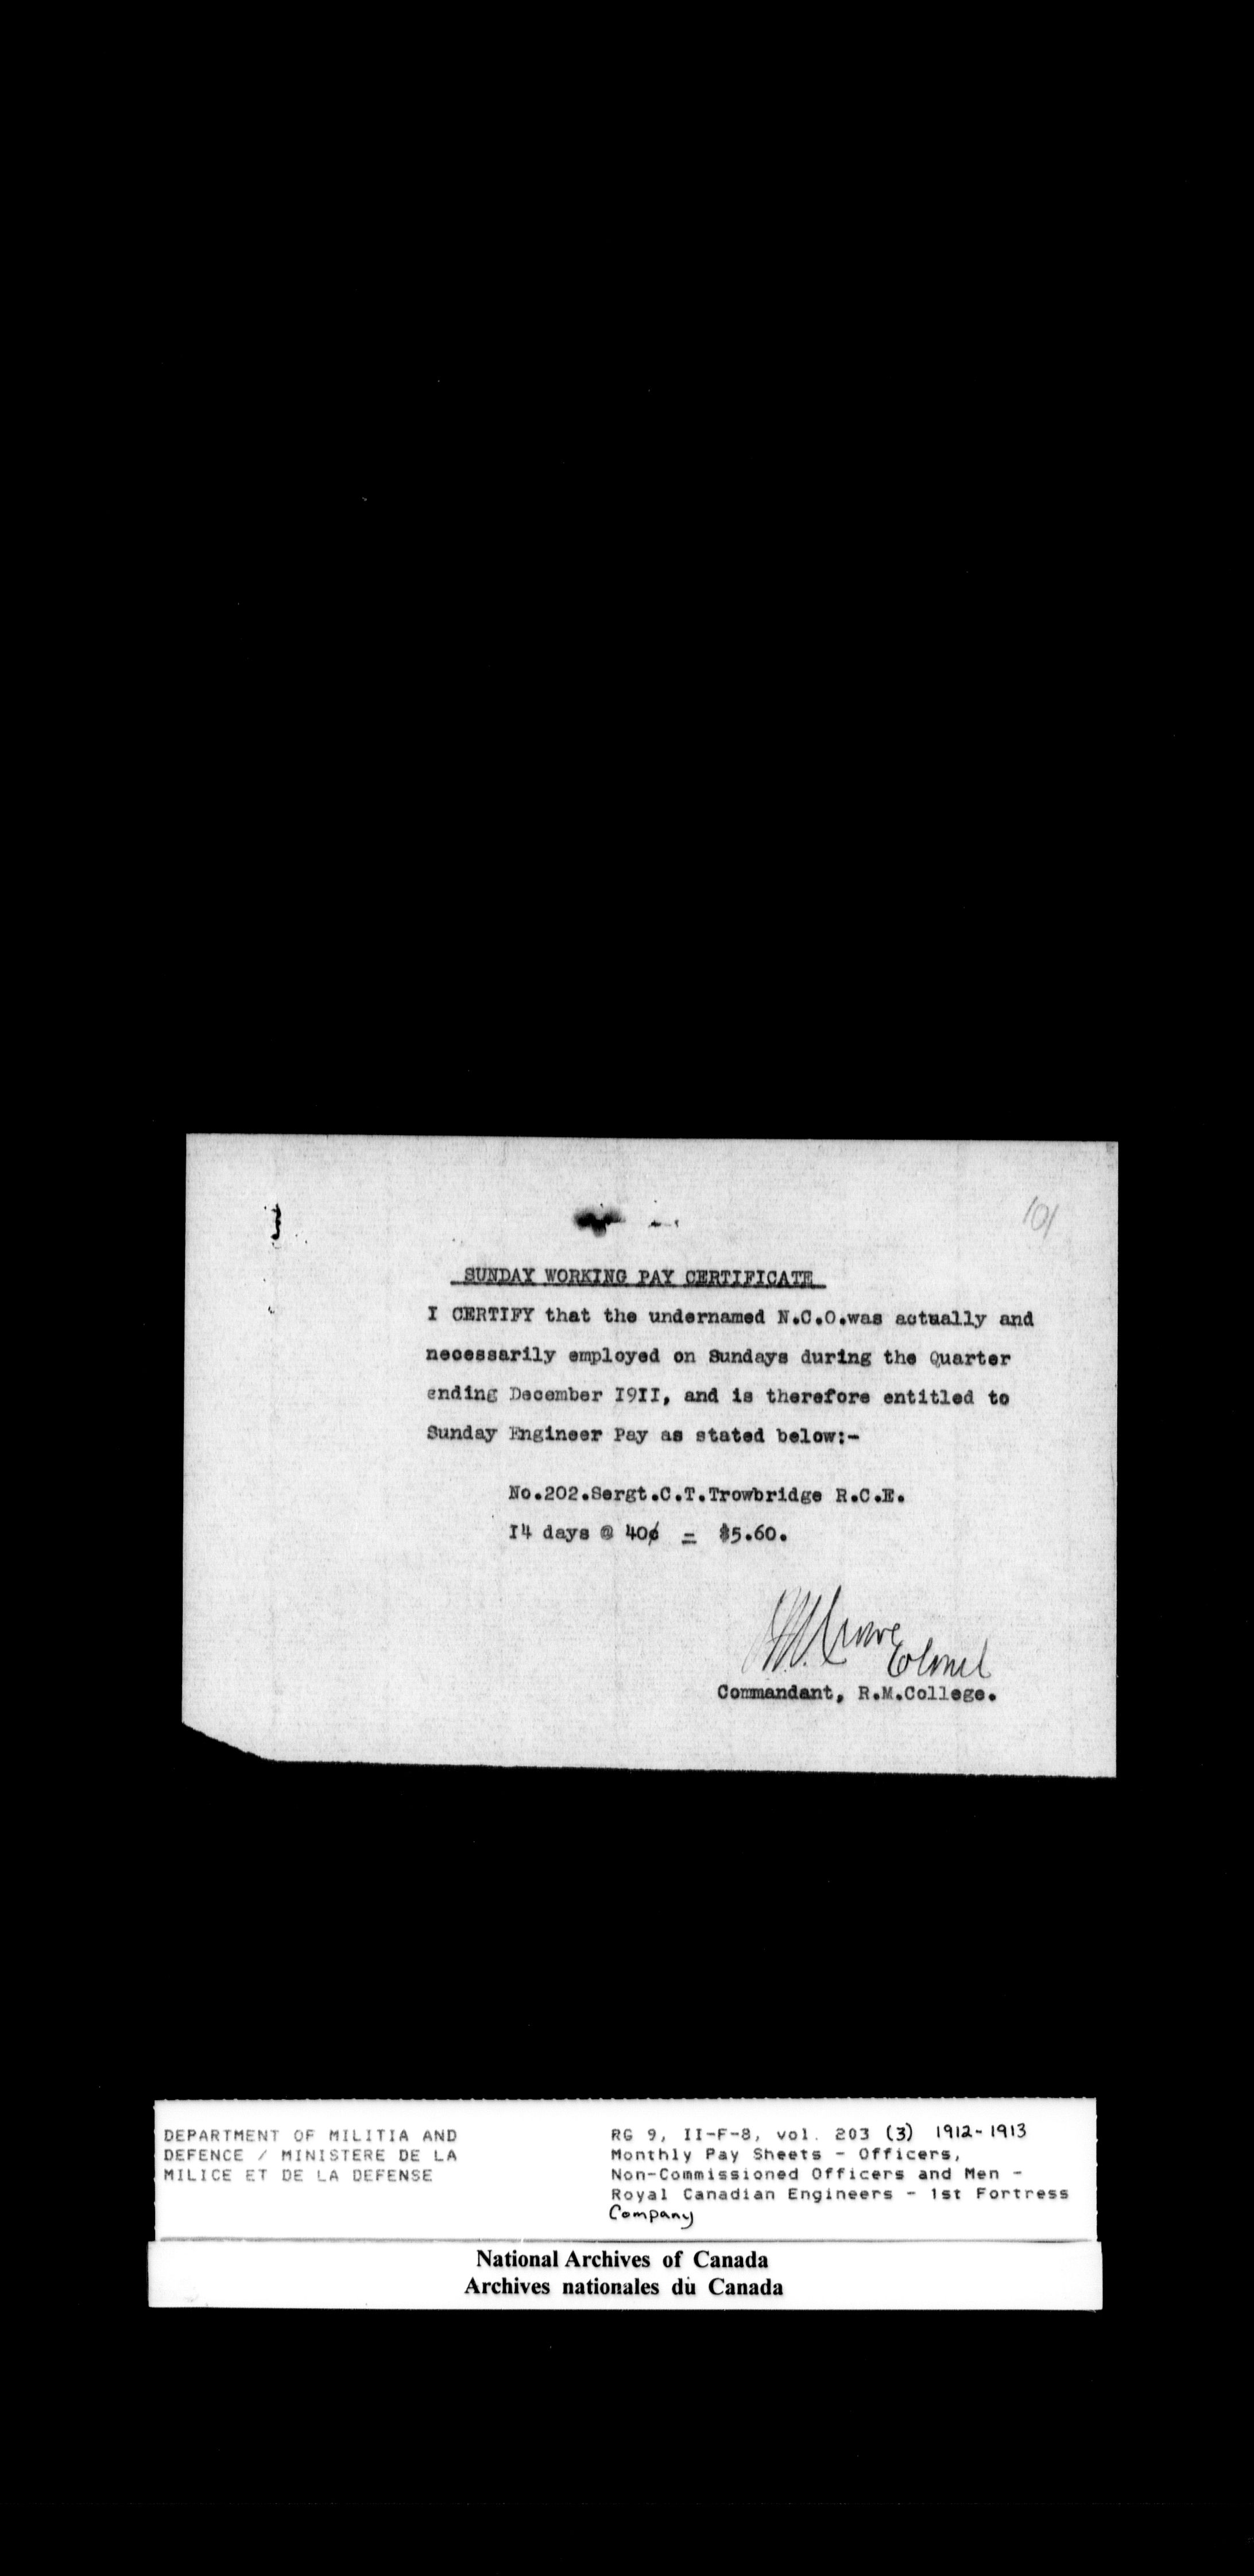 101
SUNDAY WORKING PAY CERTIFICATE
I CERTIFY that the undernamed N.C.O.was actually and
necessarily employed on Sundays during the Quarter
ending December I9II, and is therefore entitled to
Sunday Engineer Pay as stated below:-
No.202.Sergt.C.T.Trowbridge R.C.E.
I4 days @ 40¢ = $5.60.
Colonel
Commandant, R.M.College.
DEPARTMENT OF MILITIA AND
DEFENCE / MINISTERE DE LA
MILICE ET DE LA DEFENSE
RG 9, II-F-8, vol. 203 (3) 1912-1913
Monthly Pay Sheets - Officers,
Non-Commissioned Officers and Men -
Royal Canadian Engineers - 1st Fortress
Company
National Archives of Canada
Archives nationales du Canada